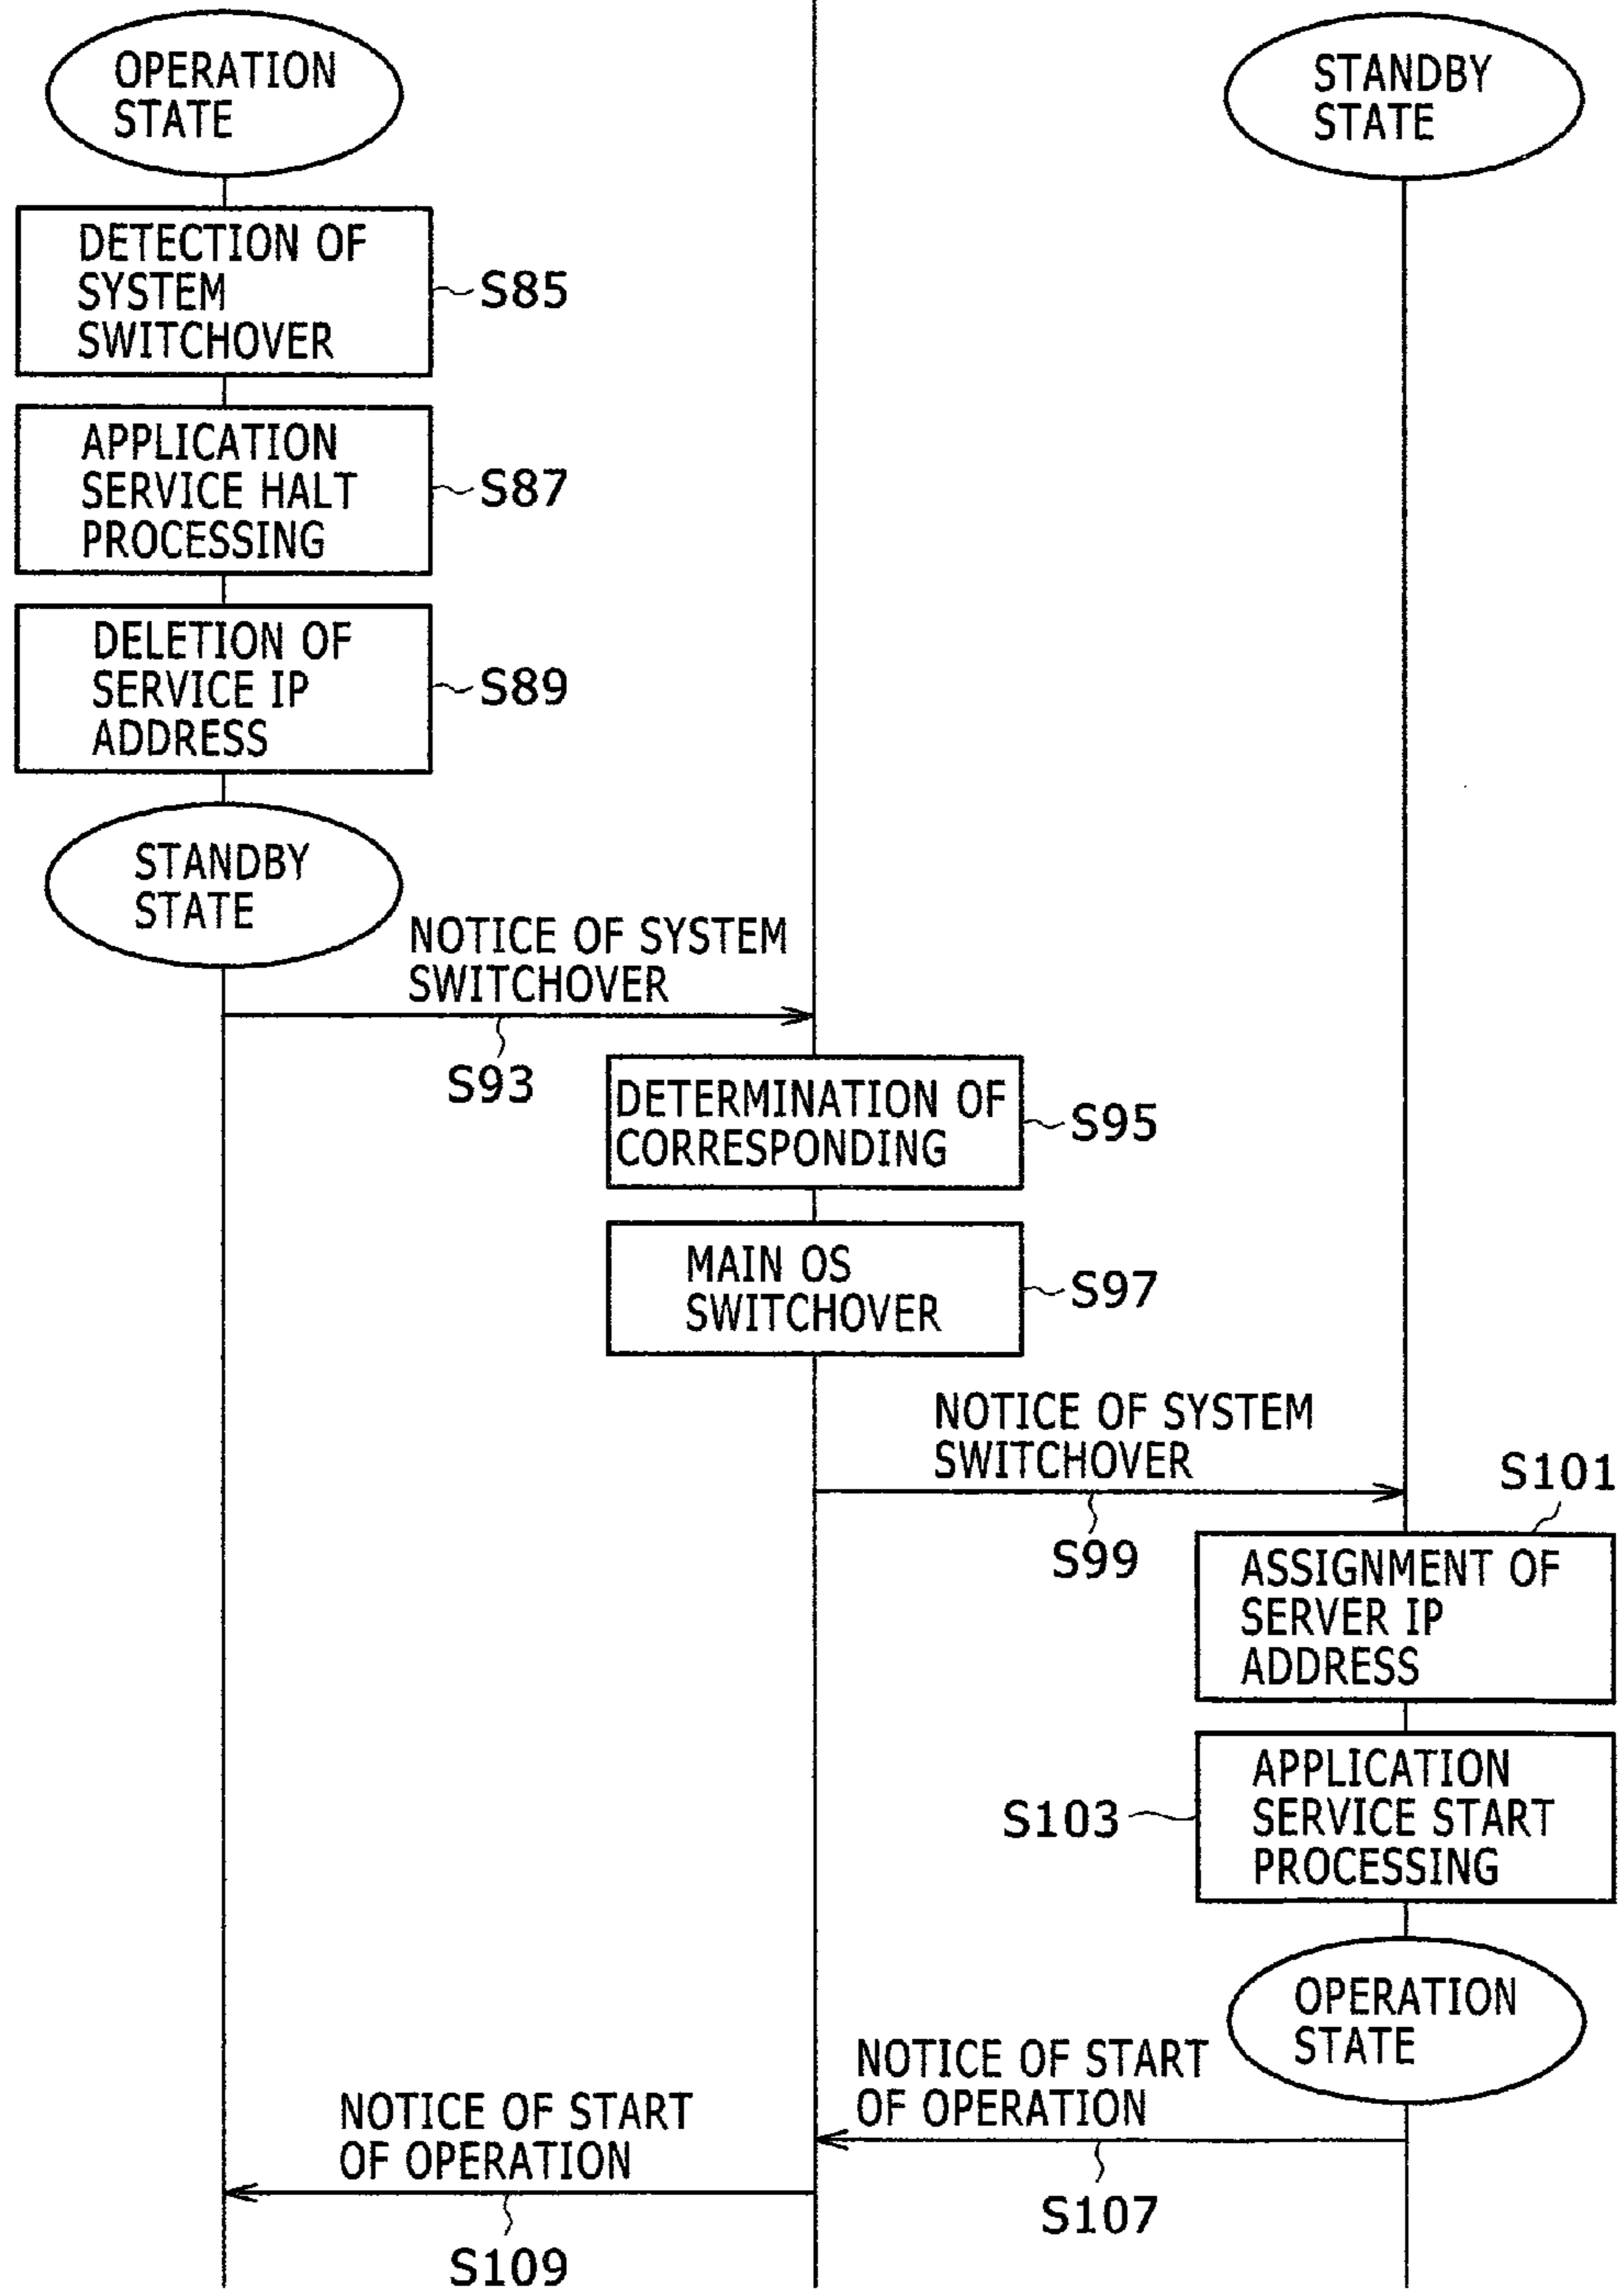 OPERATION
STATE
STANDBY
STATE
DETECTION OF
SYSTEM
SWITCHOVER
S85
APPLICATION
SERVICE HALT
PROCESSING
S87
DELETION OF
SERVICE IP
ADDRESS
S89
STANDBY
STATE
NOTICE OF SYSTEM
SWITCHOVER
S93
DETERMINATION OF
CORRESPONDING
S95
MAIN OS
SWITCHOVER
S97
NOTICE OF SYSTEM
SWITCHOVER
S99
S101
ASSIGNMENT OF
SERVER IP
ADDRESS
S103
APPLICATION
SERVICE START
PROCESSING
OPERATION
STATE
NOTICE OF START
OF OPERATION
S107
NOTICE OF START
OF OPERATION
S109